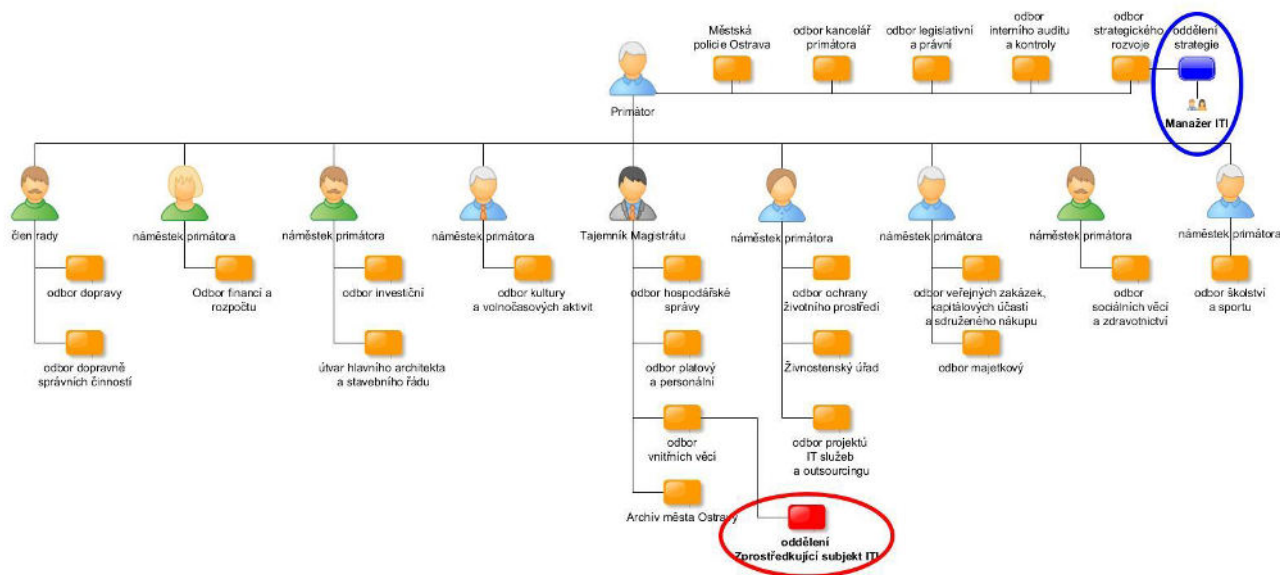 Městská
policie Ostrava
odbor kancelář
primátora
odbor legislativní
a právní
odbor
interního auditu
a kontroly
odbor
strategického
rozvoje
oddělení
strategie
Primátor
Manažer ITI
člen rady
náměstek primátora
náměstek primátora
náměstek primátora
Tajemník Magistrátu
náměstek primátora
náměstek primátora
náměstek primátora
náměstek primátora
odbor dopravy
Odbor financí a
rozpočtu
odbor investiční
odbor kultury
a volnočasových aktivit
odbor hospodářské
správy
odbor ochrany
životního prostředí
odbor veřejných zakázek,
kapitálových účastí
a sdruženého nákupu
odbor
sociálních věcí
a zdravotnictví
odbor školství
a sportu
odbor dopravně
správních činností
útvar hlavního architekta
a stavebního řádu
odbor platový
a personální
Živnostenský úřad
odbor majetkový
odbor
vnitřních věcí
odbor projektů
IT služeb
a outsourcingu
Archiv města Ostravy
oddělení
Zprostředkující subjekt ITI